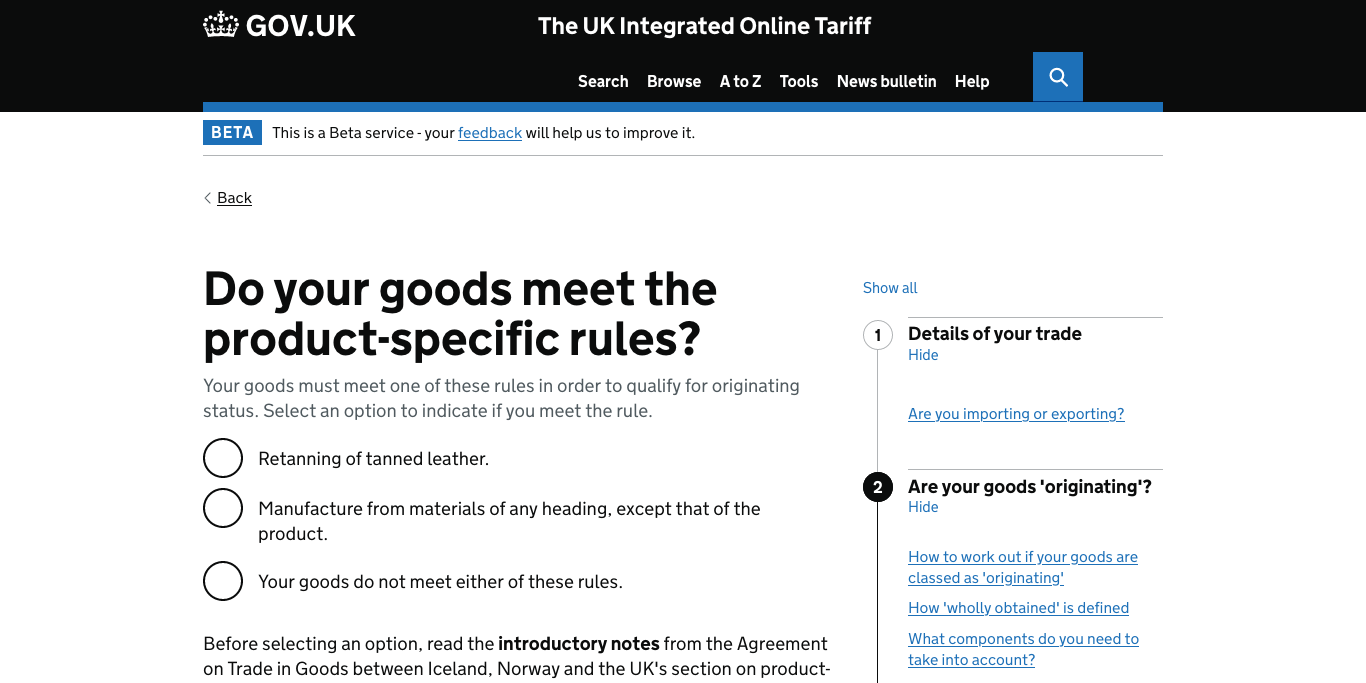 GOV.UK
The UK Integrated Online Tariff
Search Browse A to Z Tools News bulletin Help
BETA This is a Beta service - your feedback will help us to improve it.
Back
Do your goods meet the
product-specific rules?
Your goods must meet one of these rules in order to qualify for originating
status. Select an option to indicate if you meet the rule.
Retanning of tanned leather.
Manufacture from materials of any heading, except that of the
product.
Your goods do not meet either of these rules.
Before selecting an option, read the introductory notes from the Agreement
on Trade in Goods between Iceland, Norway and the UK's section on product-
Show all
1 Details of your trade
Hide
Are you importing or exporting?
2 Are your goods 'originating'?
Hide
How to work out if your goods are
classed as 'originating'
How 'wholly obtained' is defined
What components do you need to
take into account?